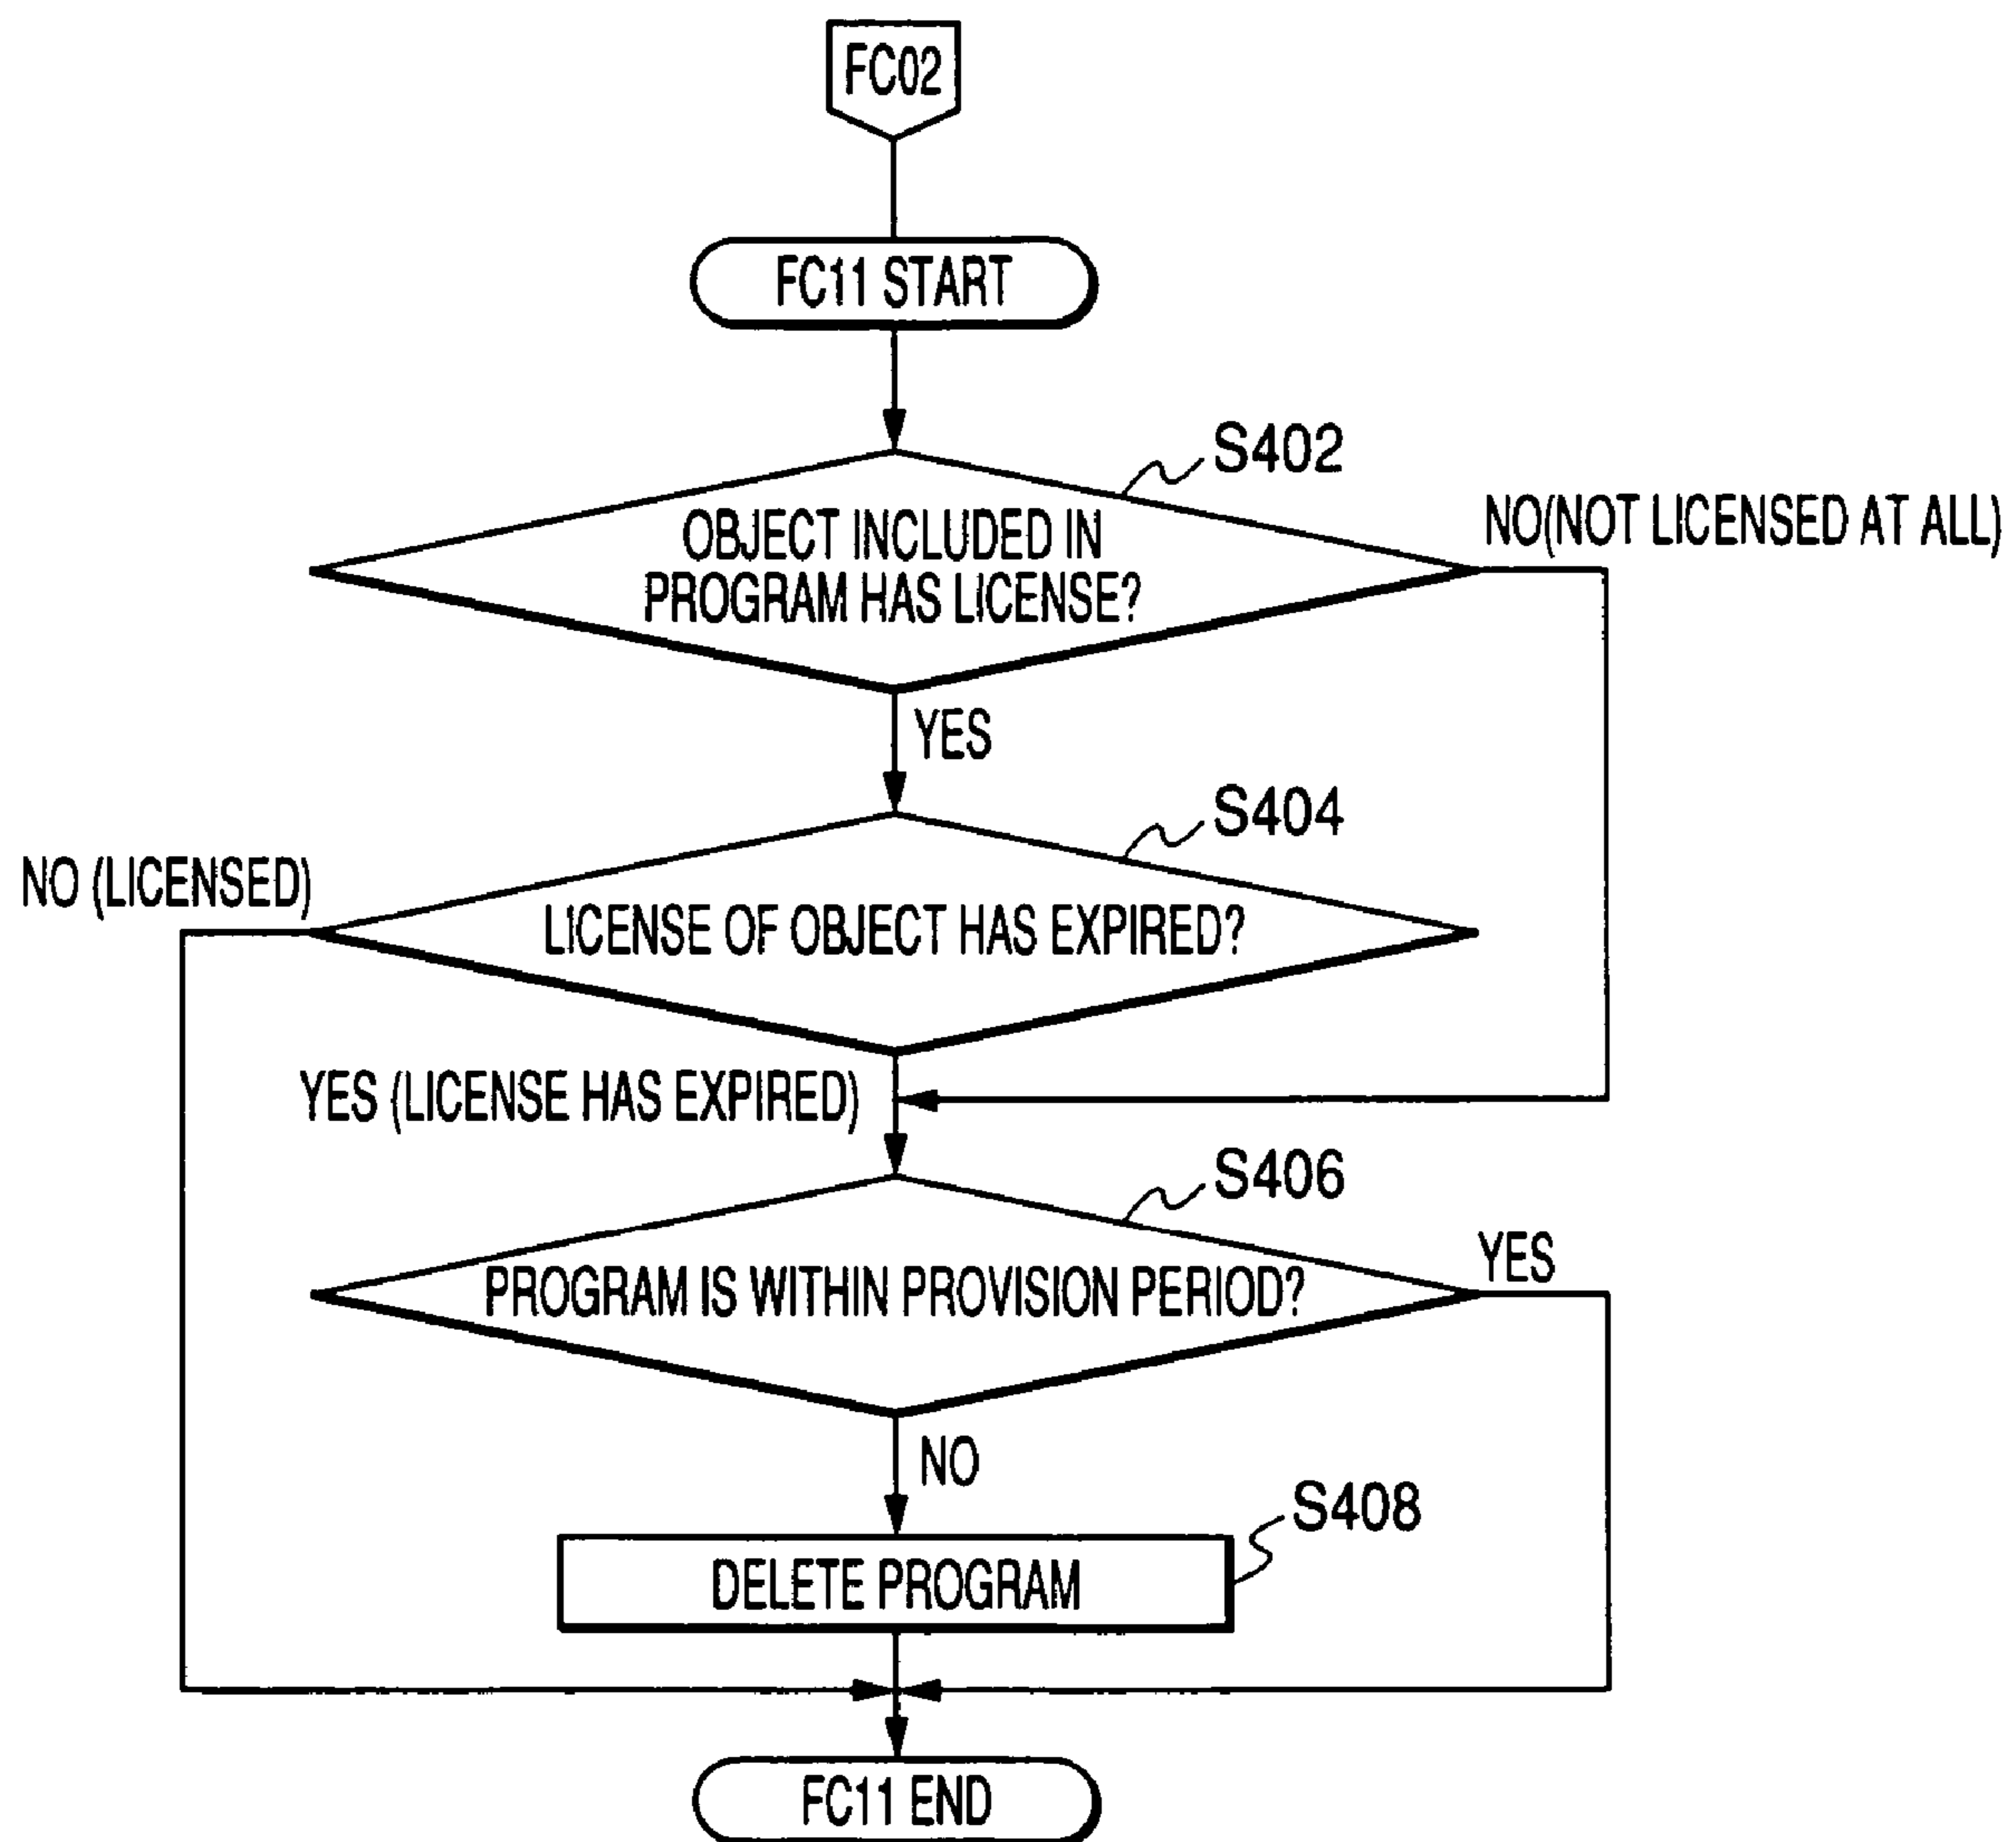 FC02
FC11 START
S402
OBJECT INCLUDED IN
PROGRAM HAS LICENSE?
NO(NOT LICENSED AT ALL)
YES
S404
NO (LICENSED)
LICENSE OF OBJECT HAS EXPIRED?
YES (LICENSE HAS EXPIRED)
S406
PROGRAM IS WITHIN PROVISION PERIOD?
YES
NO
S408
DELETE PROGRAM
FC11 END